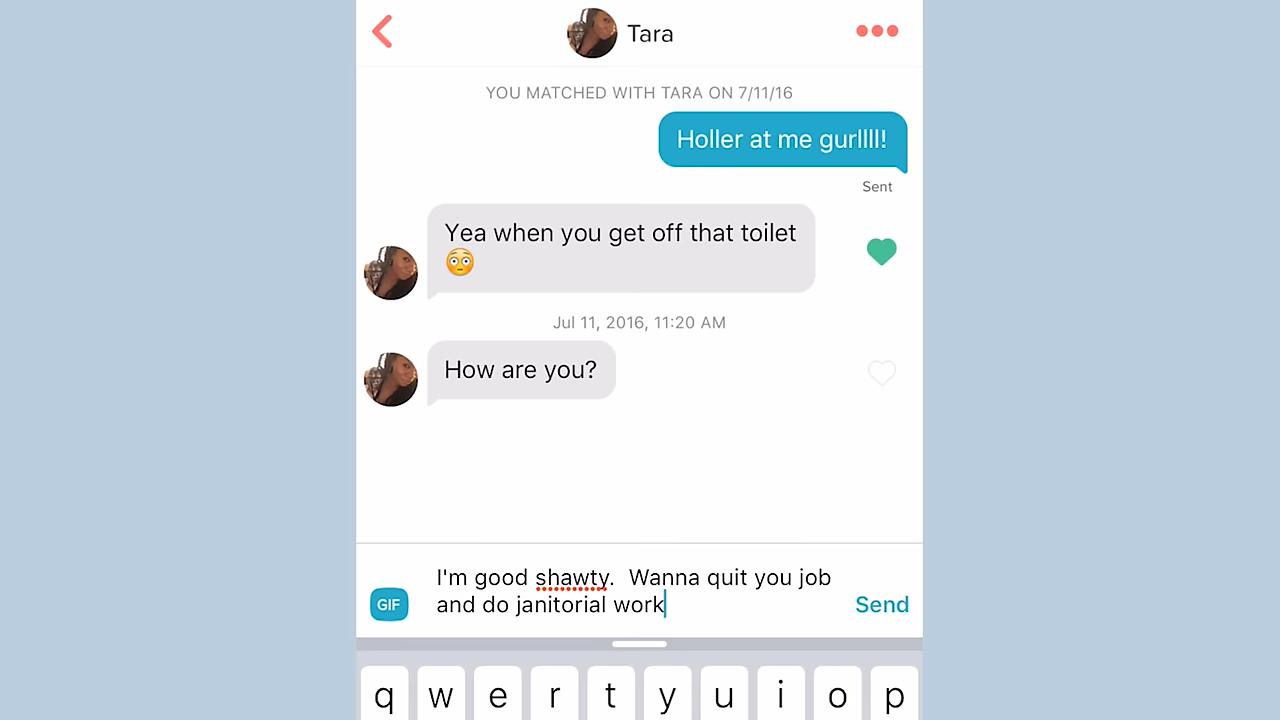 Tara
YOU MATCHED WITH TARA ON 7/11/16
Holler at me gurllll!
Sent
Yea when you get off that toilet
😳
Jul 11, 2016, 11:20 AM
How are you?
I'm good shawty.  Wanna quit you job
and do janitorial work
GIF
Send
q w e r t y u i o p